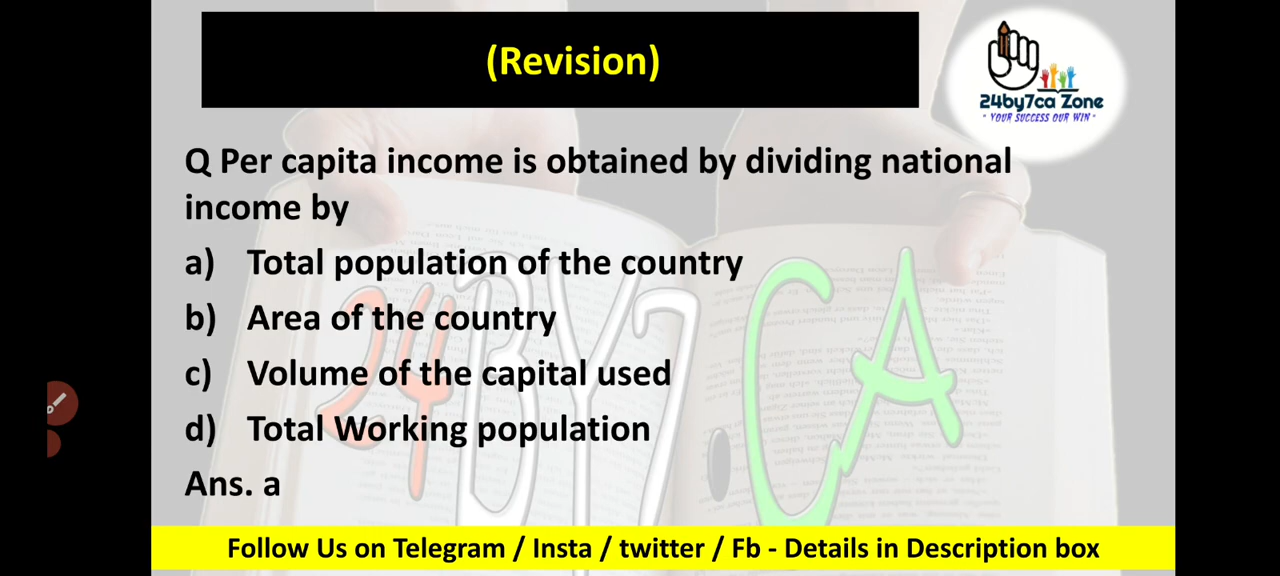 (Revision)
24by7ca Zone
" YOUR SUCCESS OUR WIN "
Q Per capita income is obtained by dividing national
income by
a) Total population of the country
b) Area of the country
c) Volume of the capital used
d) Total Working population
Ans. a
24BY7.CA
Follow Us on Telegram / Insta / twitter / Fb - Details in Description box